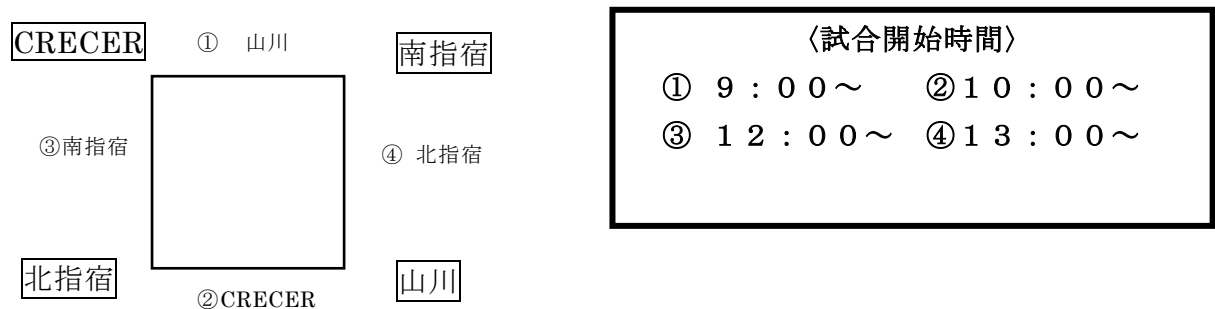 CRECER
① 山川
南指宿
③南指宿
④ 北指宿
北指宿
②CRECER
山川
〈試合開始時間〉
① ９：００～ ②１０：００～
③ １２：００～ ④１３：００～